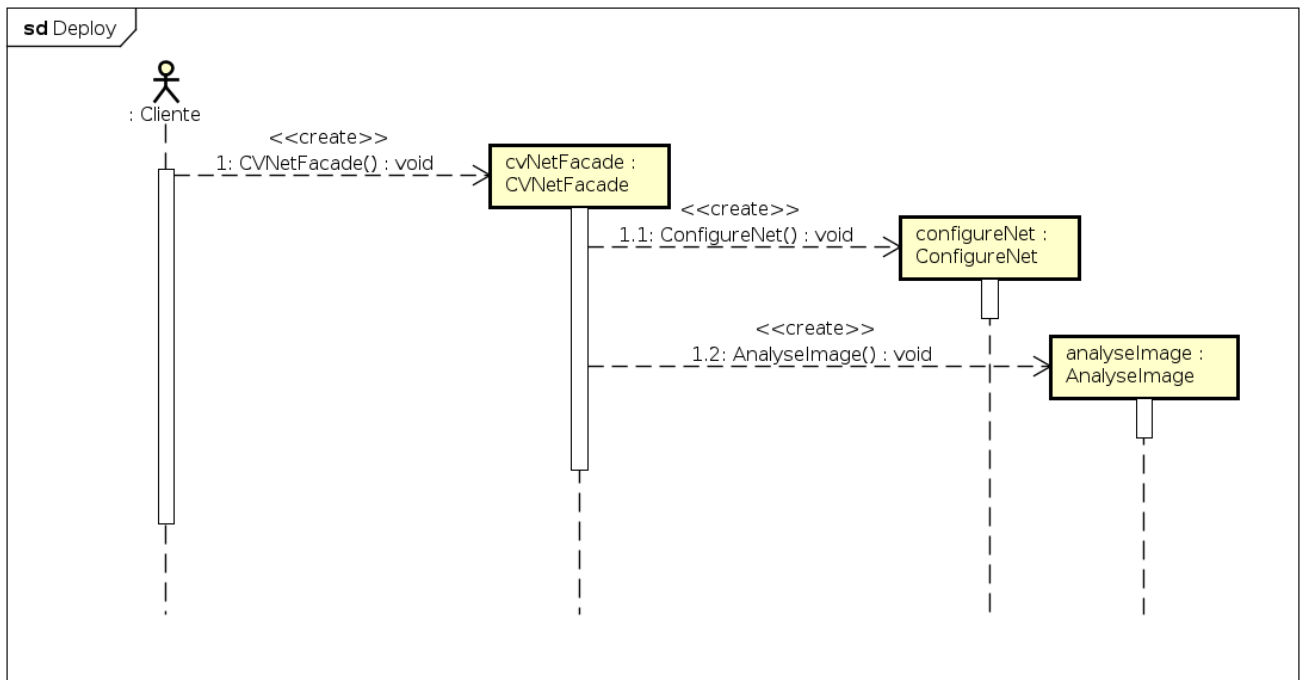 sd Deploy
: Cliente
<<create>>
1: CVNetFacade() : void
cvNetFacade :
CVNetFacade
<<create>>
1.1: ConfigureNet() : void
configureNet :
ConfigureNet
<<create>>
1.2: AnalyseImage() : void
analyseImage :
AnalyseImage